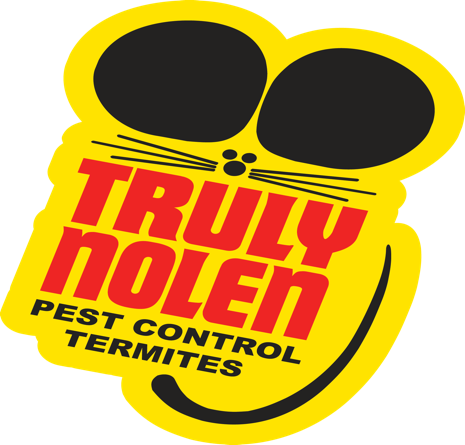 TRULY
NOLEN
PEST CONTROL
TERMITES